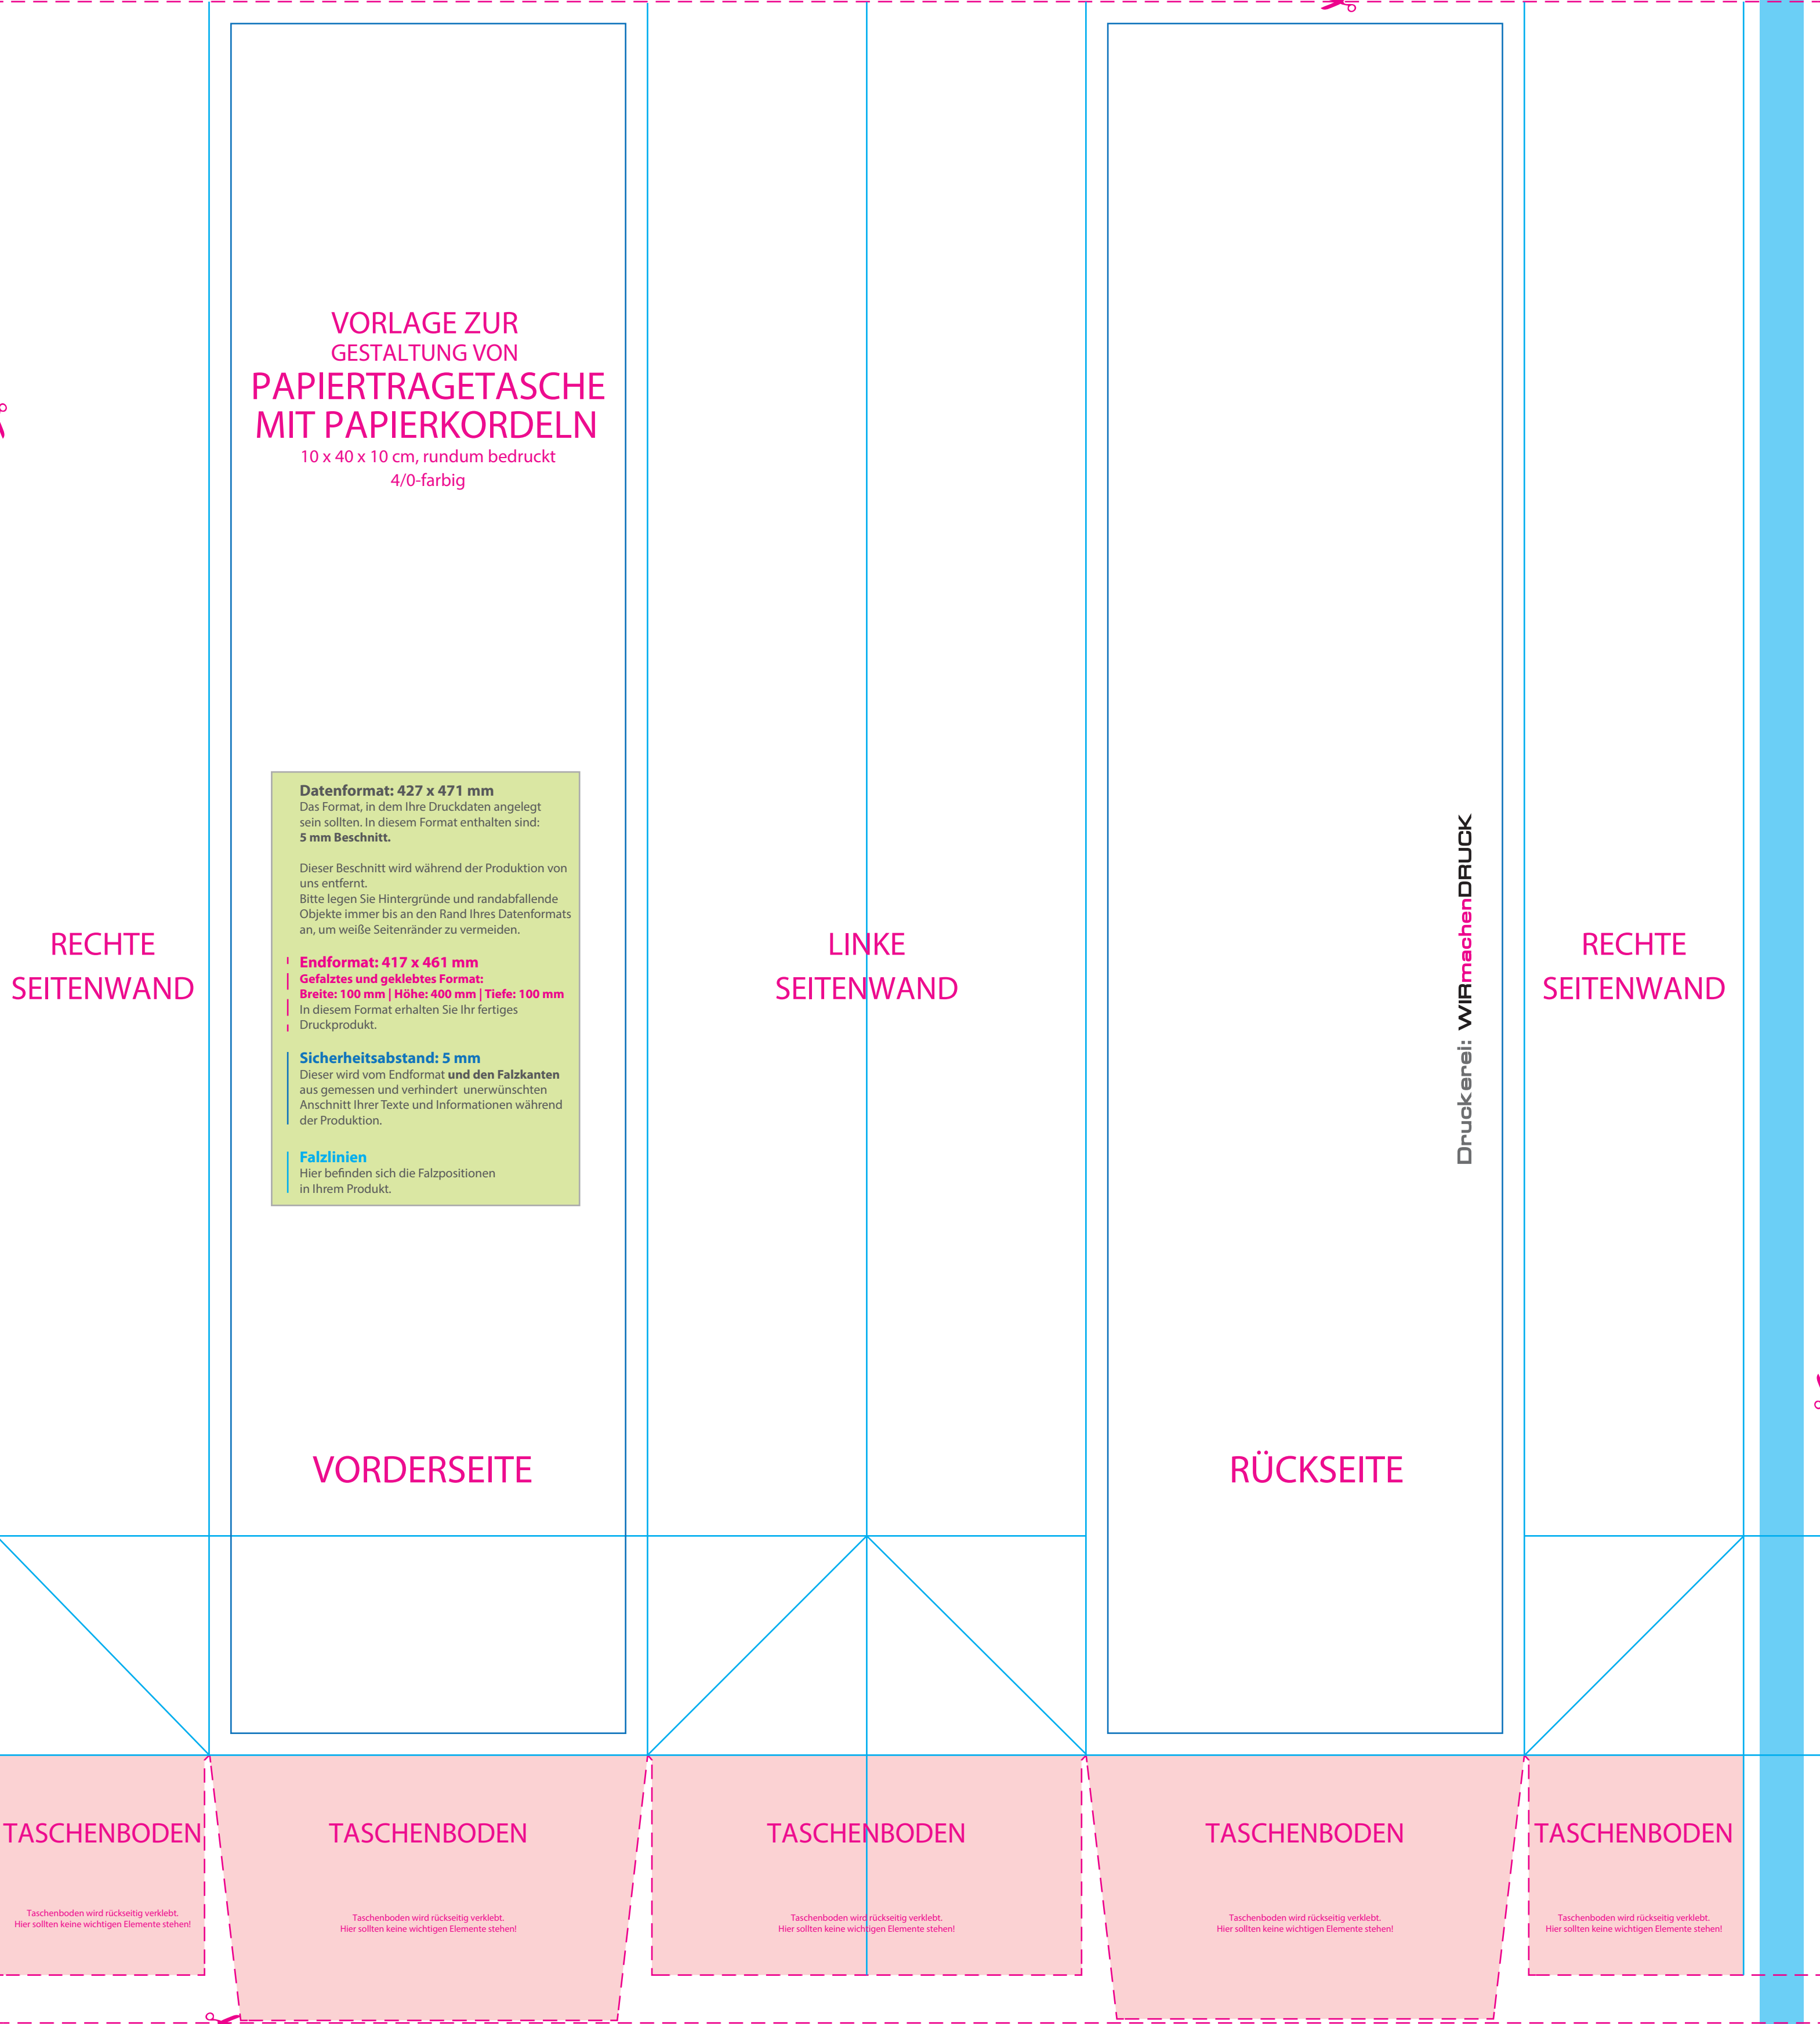 VORLAGE ZUR
GESTALTUNG VON
PAPIERTRAGETASCHE
MIT PAPIERKORDELN
10 x 40 x 10 cm, rundum bedruckt
4/0-farbig
Datenformat: 427 x 471 mm
Das Format, in dem Ihre Druckdaten angelegt
sein sollten. In diesem Format enthalten sind:
5 mm Beschnitt.
Dieser Beschnitt wird während der Produktion von
uns entfernt.
Bitte legen Sie Hintergründe und randabfallende
Objekte immer bis an den Rand Ihres Datenformats
an, um weiße Seitenränder zu vermeiden.
Endformat: 417 x 461 mm
Gefalztes und geklebtes Format:
Breite: 100 mm | Höhe: 400 mm | Tiefe: 100 mm
In diesem Format erhalten Sie Ihr fertiges
Druckprodukt.
Sicherheitsabstand: 5 mm
Dieser wird vom Endformat und den Falzkanten
aus gemessen und verhindert unerwünschten
Anschnitt Ihrer Texte und Informationen während
der Produktion.
Falzlinien
Hier befinden sich die Falzpositionen
in Ihrem Produkt.
RECHTE
SEITENWAND
LINKE
SEITENWAND
Druckerei: WIRmachenDRUCK
RECHTE
SEITENWAND
VORDERSEITE
RÜCKSEITE
TASCHENBODEN
Taschenboden wird rückseitig verklebt.
Hier sollten keine wichtigen Elemente stehen!
TASCHENBODEN
Taschenboden wird rückseitig verklebt.
Hier sollten keine wichtigen Elemente stehen!
TASCHENBODEN
Taschenboden wird rückseitig verklebt.
Hier sollten keine wichtigen Elemente stehen!
TASCHENBODEN
Taschenboden wird rückseitig verklebt.
Hier sollten keine wichtigen Elemente stehen!
TASCHENBODEN
Taschenboden wird rückseitig verklebt.
Hier sollten keine wichtigen Elemente stehen!